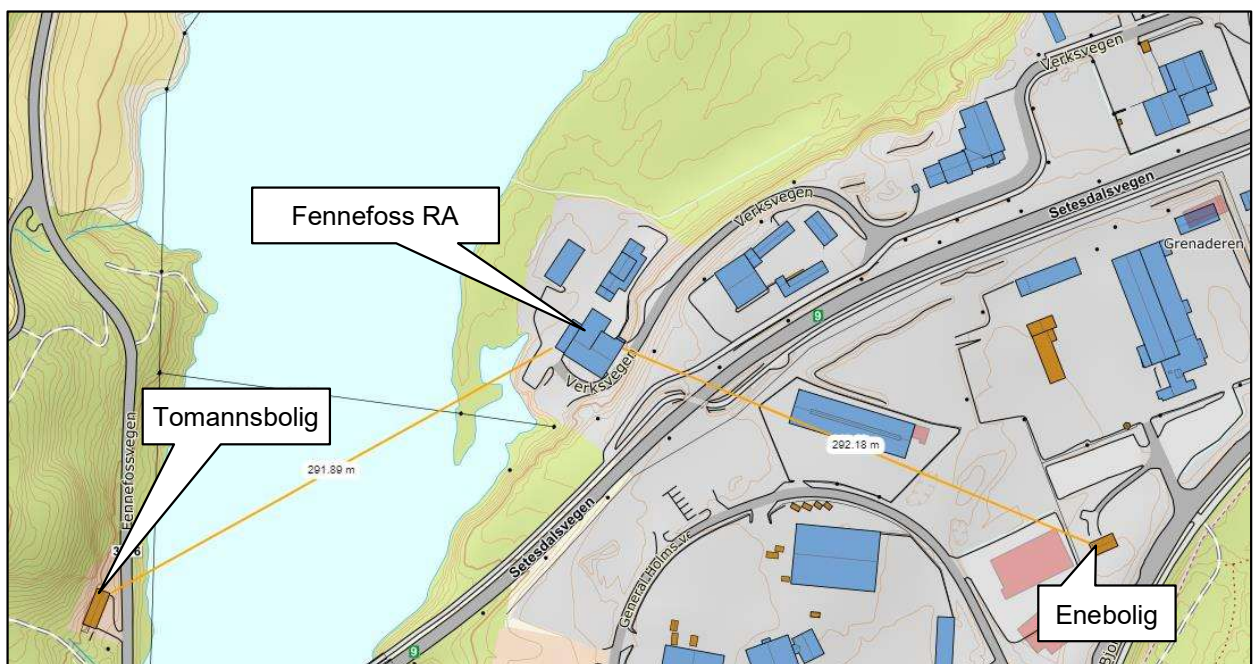 Verksvegen
Verksvegen
Setesdalsvegen
Fennefoss RA
Grenaderen
9
Verksvegen
Tomannsbolig
291.89 m
292.18 m
Fennefossvegen
Setesdalsvegen
General Holms ve
Enebolig
9